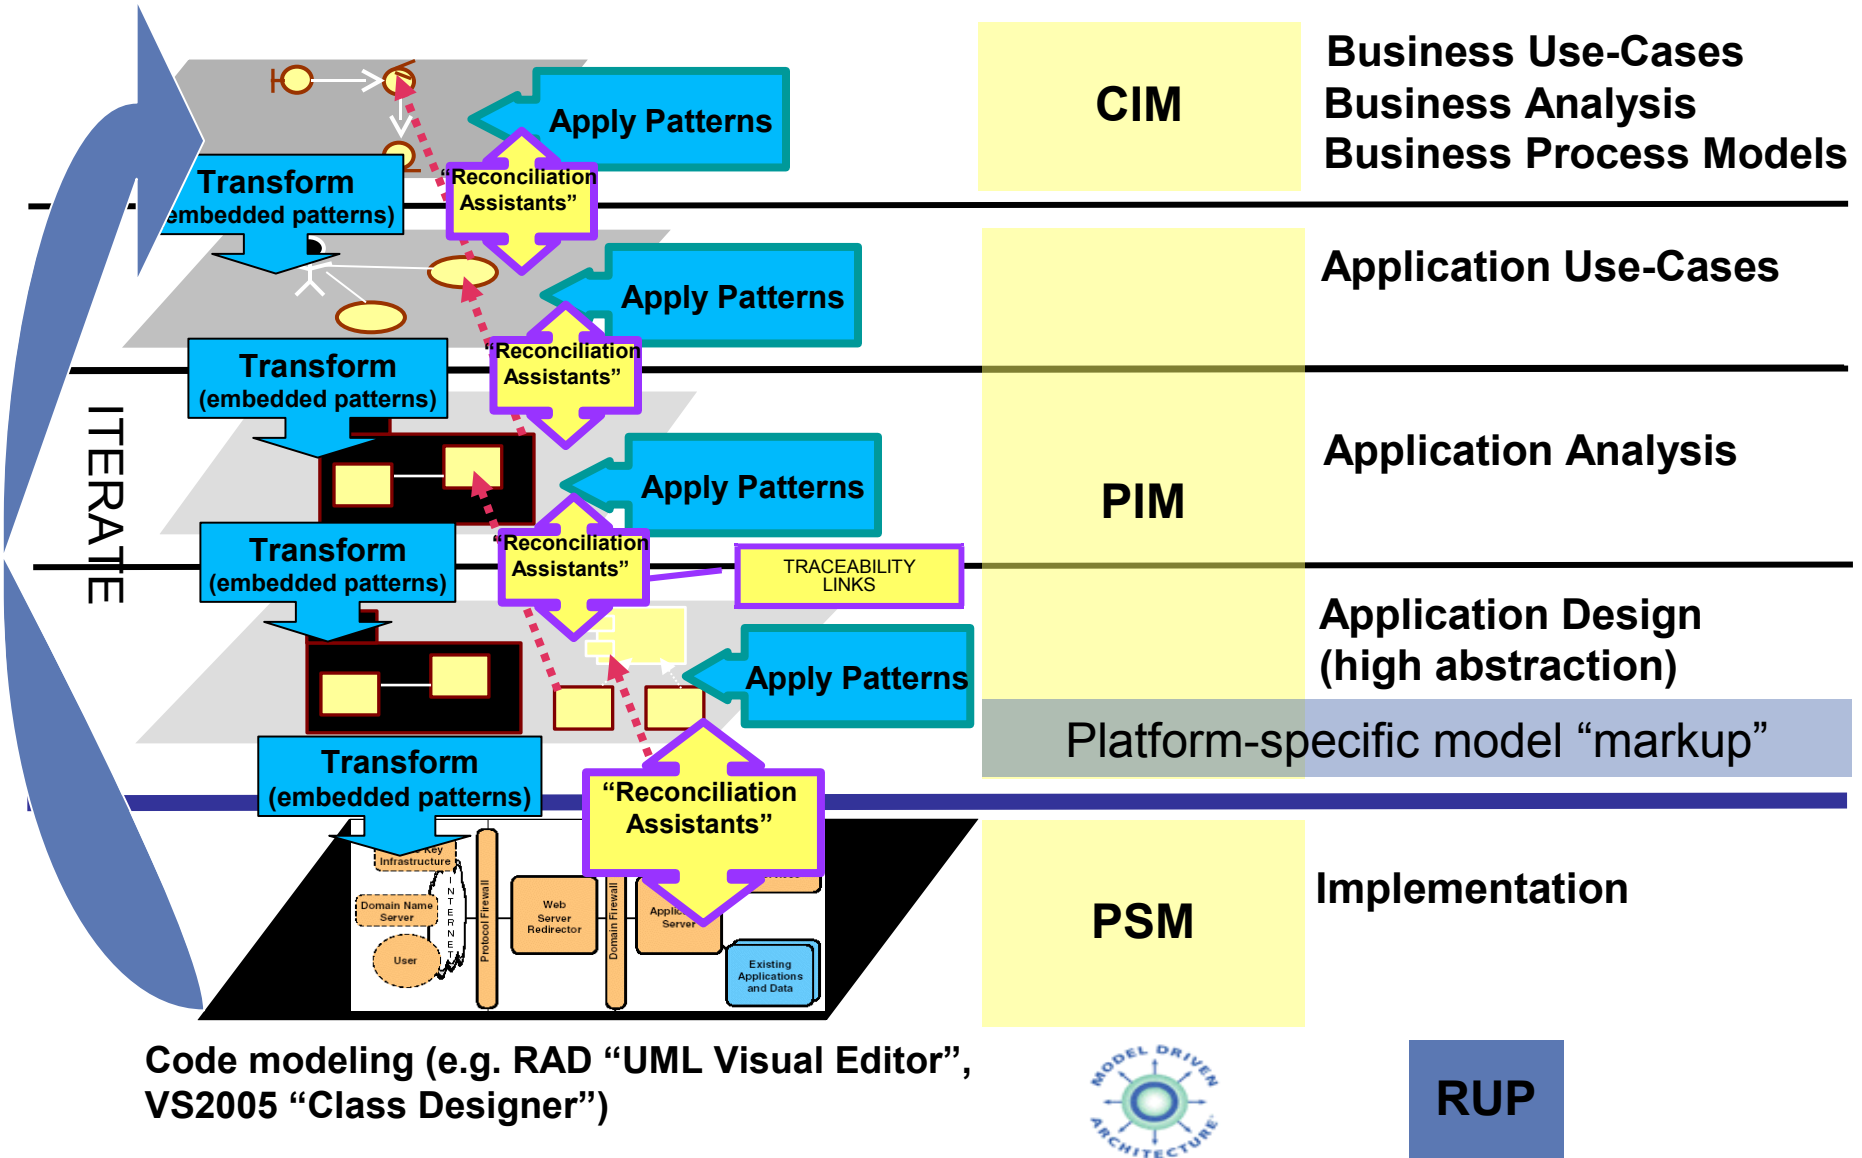 Business Use-Cases
Business Analysis
Business Process Models
CIM
Apply Patterns
Transform
(embedded patterns)
“Reconciliation
Assistants”
Application Use-Cases
Apply Patterns
Transform
(embedded patterns)
“Reconciliation
Assistants”
ITERATE
Application Analysis
PIM
Apply Patterns
Transform
(embedded patterns)
“Reconciliation
Assistants”
TRACEABILITY
LINKS
Application Design
(high abstraction)
Apply Patterns
Platform-specific model “markup”
Transform
(embedded patterns)
“Reconciliation
Assistants”
Key
Infrastructure
Domain Name
Server
User
INTERNET
Protocol Firewall
Web
Server
Redirector
Domain Firewall
Server
Existing
Applications
and Data
PSM
Implementation
Code modeling (e.g. RAD “UML Visual Editor”,
VS2005 “Class Designer”)
MODEL DRIVEN
ARCHITECTURE
RUP